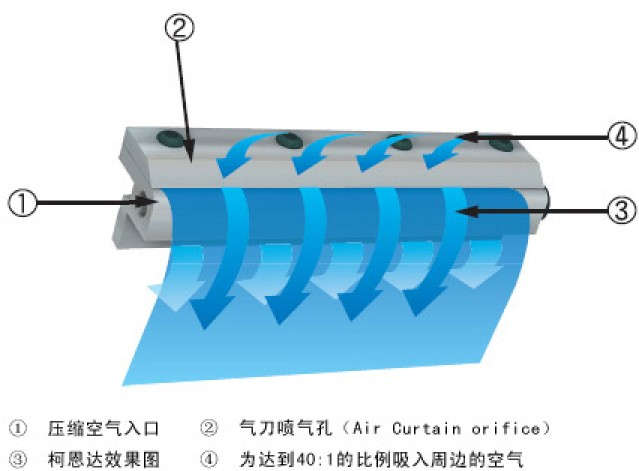 ②
④
①
③
① 压缩空气入口 ② 气刀喷气孔（Air Curtain orifice）
③ 柯恩达效果图 ④ 为达到40:1的比例吸入周边的空气